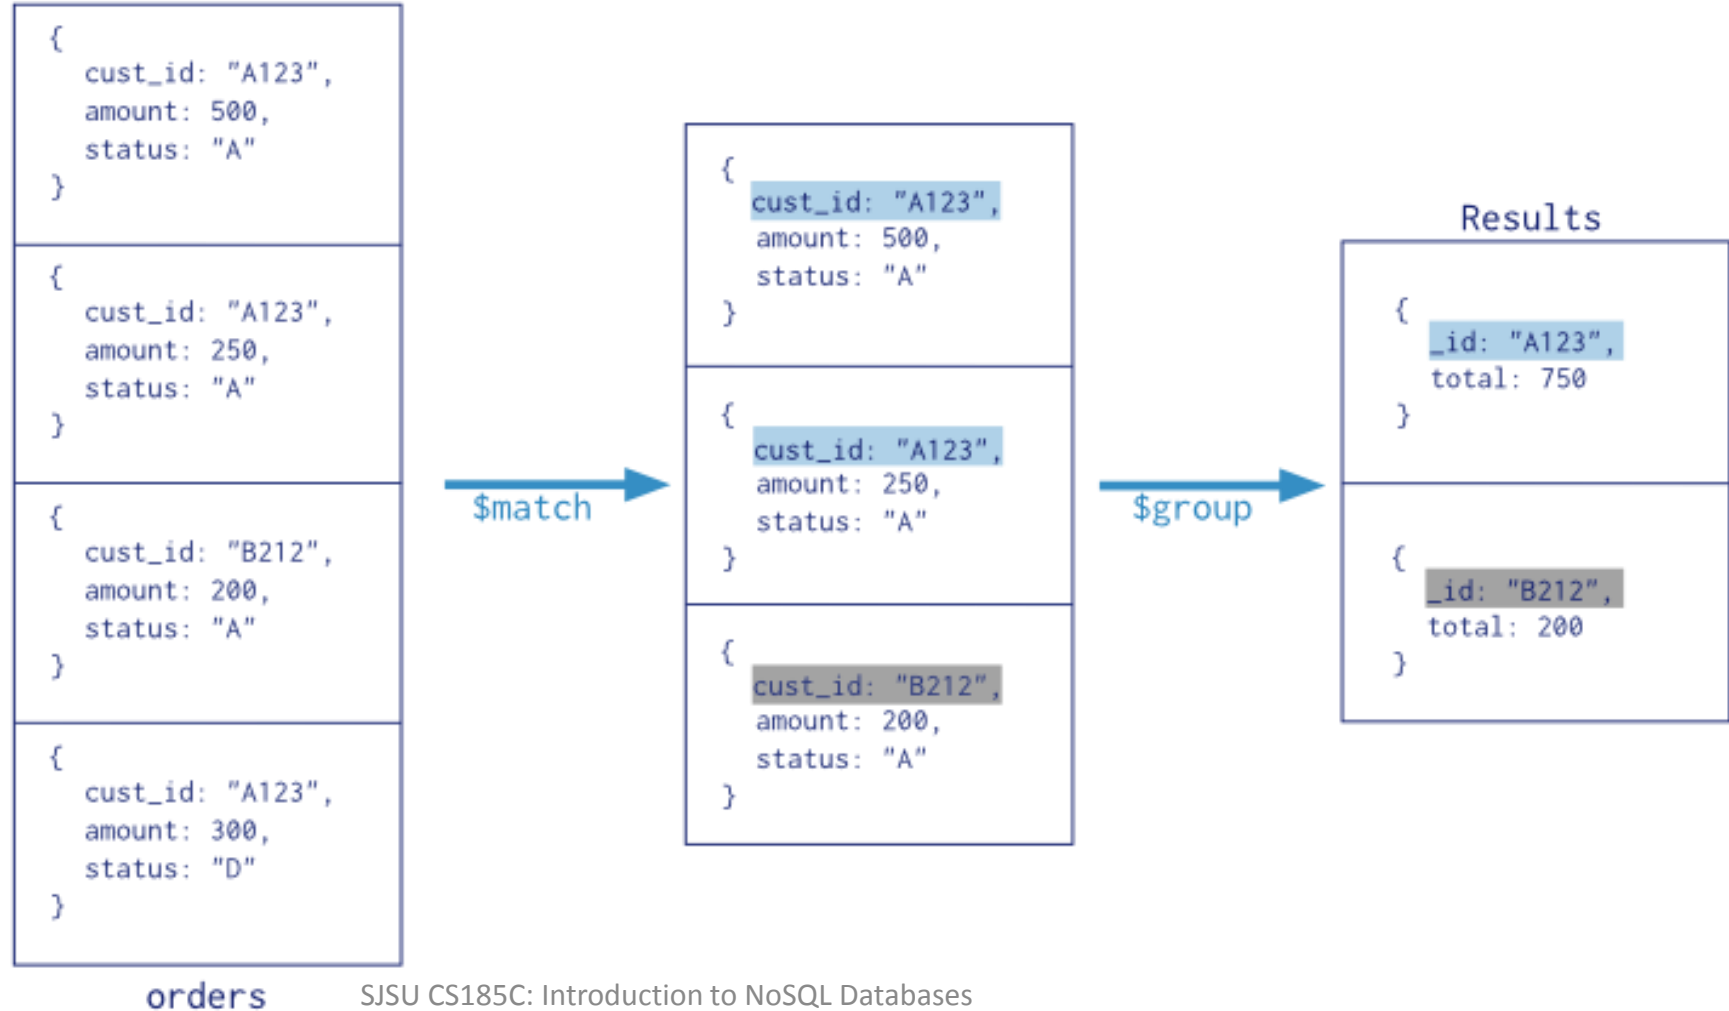 {
cust_id: "A123",
amount: 500,
status: "A"
}
{
cust_id: "A123",
amount: 250,
status: "A"
}
{
cust_id: "B212",
amount: 200,
status: "A"
}
{
cust_id: "A123",
amount: 300,
status: "D"
}
orders
$match
{
cust_id: "A123",
amount: 500,
status: "A"
}
{
cust_id: "A123",
amount: 250,
status: "A"
}
{
cust_id: "B212",
amount: 200,
status: "A"
}
$group
Results
{
_id: "A123",
total: 750
}
{
_id: "B212",
total: 200
}
SJSU CS185C: Introduction to NoSQL Databases